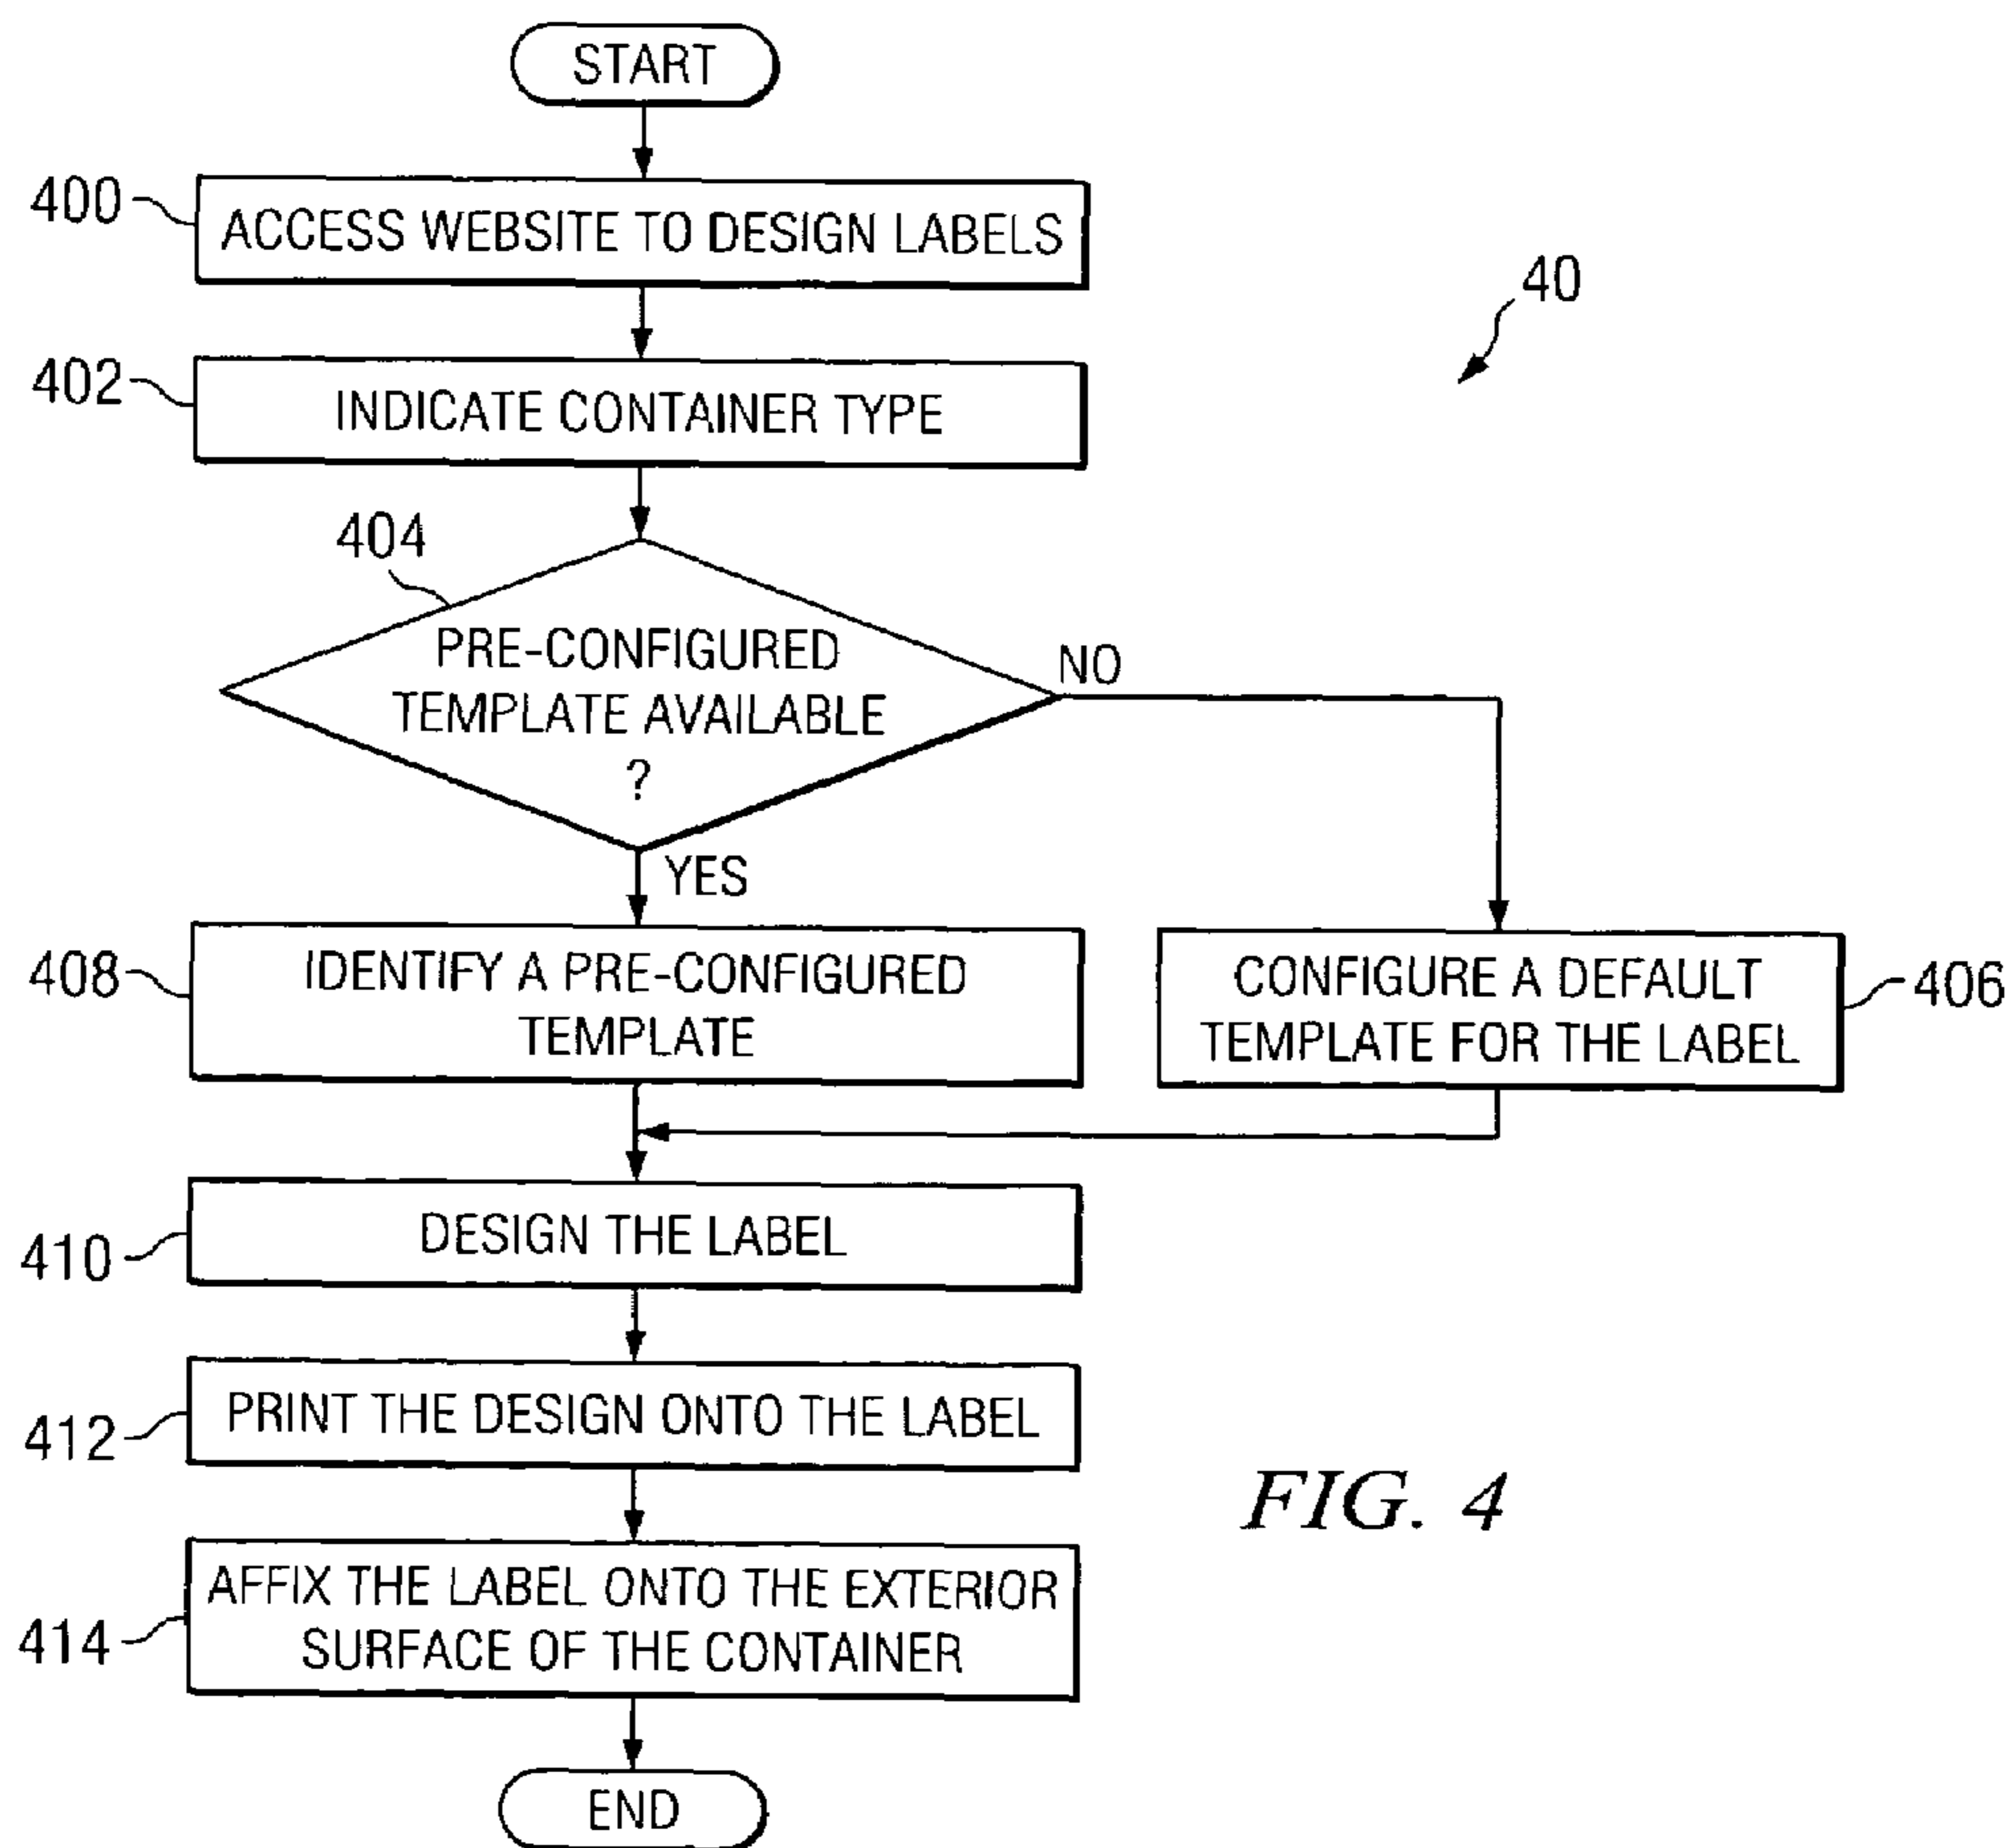 START
400
ACCESS WEBSITE TO DESIGN LABELS
40
402
INDICATE CONTAINER TYPE
404
PRE-CONFIGURED
TEMPLATE AVAILABLE
?
NO
YES
408
IDENTIFY A PRE-CONFIGURED
TEMPLATE
CONFIGURE A DEFAULT
TEMPLATE FOR THE LABEL
406
410
DESIGN THE LABEL
412
PRINT THE DESIGN ONTO THE LABEL
FIG. 4
414
AFFIX THE LABEL ONTO THE EXTERIOR
SURFACE OF THE CONTAINER
END